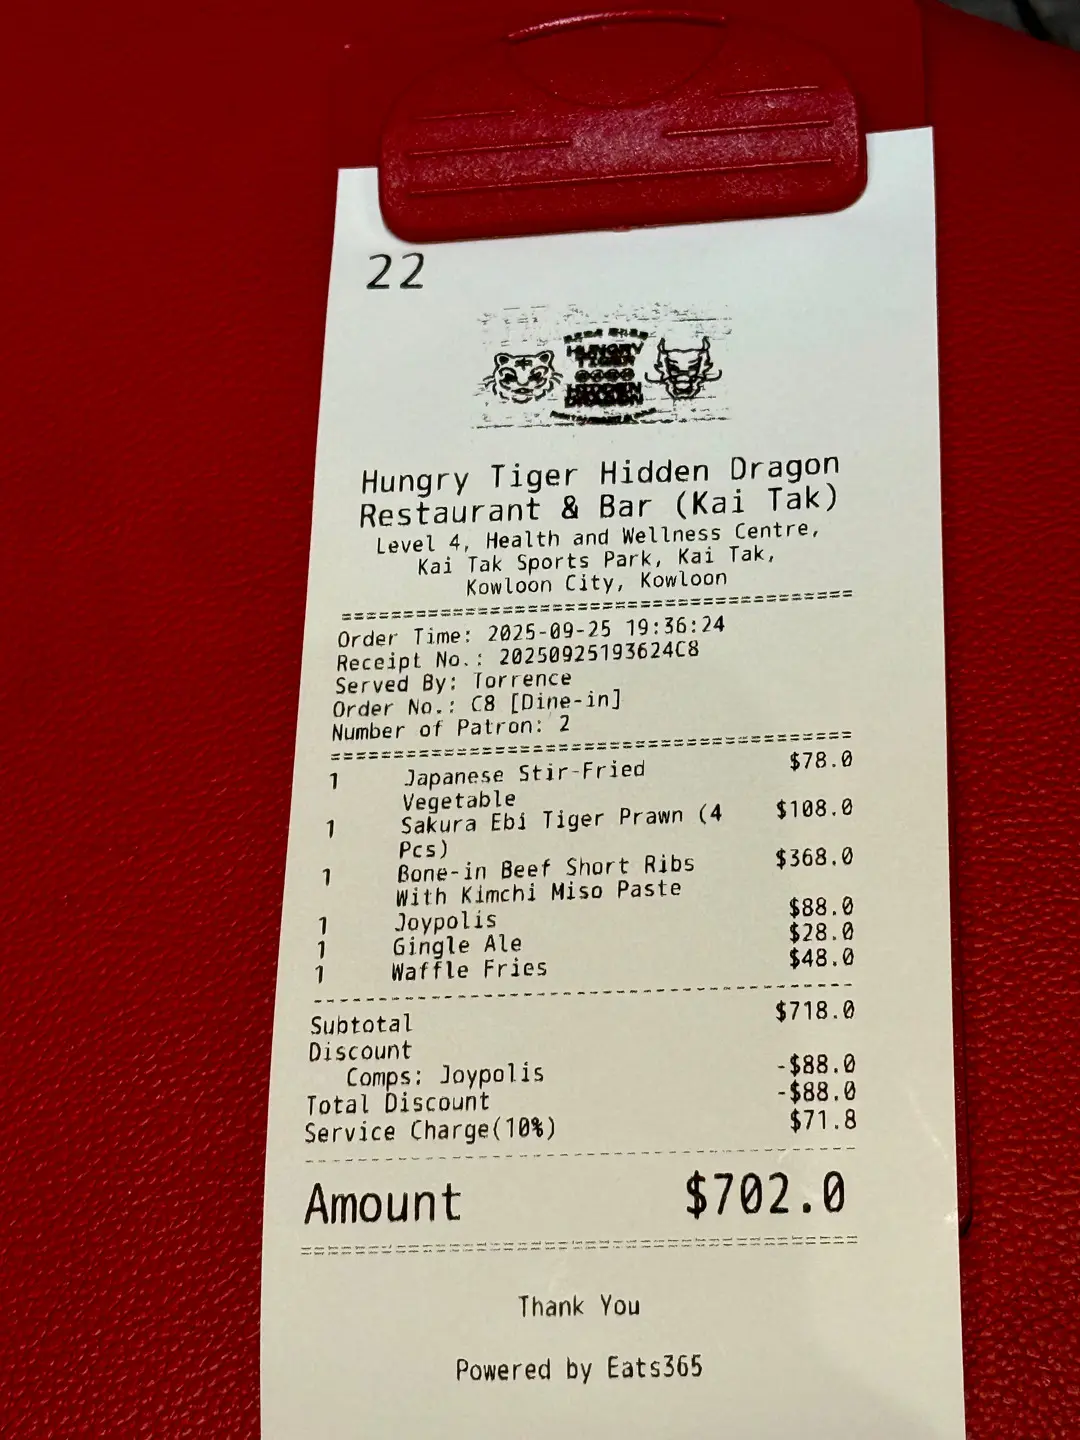 22
HUNGRY
TIGER
HIDDEN
DRAGON
Hungry Tiger Hidden Dragon
Restaurant & Bar (Kai Tak)
Level 4, Health and Wellness Centre,
Kai Tak Sports Park, Kai Tak,
Kowloon City, Kowloon
Order Time: 2025-09-25 19:36:24
Receipt No.: 20250925193624C8
Served By: Torrence
Order No.: C8 [Dine-in]
Number of Patron: 2
1 Japanese Stir-Fried $78.0
Vegetable
1 Sakura Ebi Tiger Prawn (4 $108.0
Pcs)
1 Bone-in Beef Short Ribs $368.0
With Kimchi Miso Paste
1 Joypolis $88.0
1 Gingle Ale $28.0
1 Waffle Fries $48.0
Subtotal $718.0
Discount
Comps: Joypolis -$88.0
Total Discount -$88.0
Service Charge(10%) $71.8
Amount $702.0
Thank You
Powered by Eats365